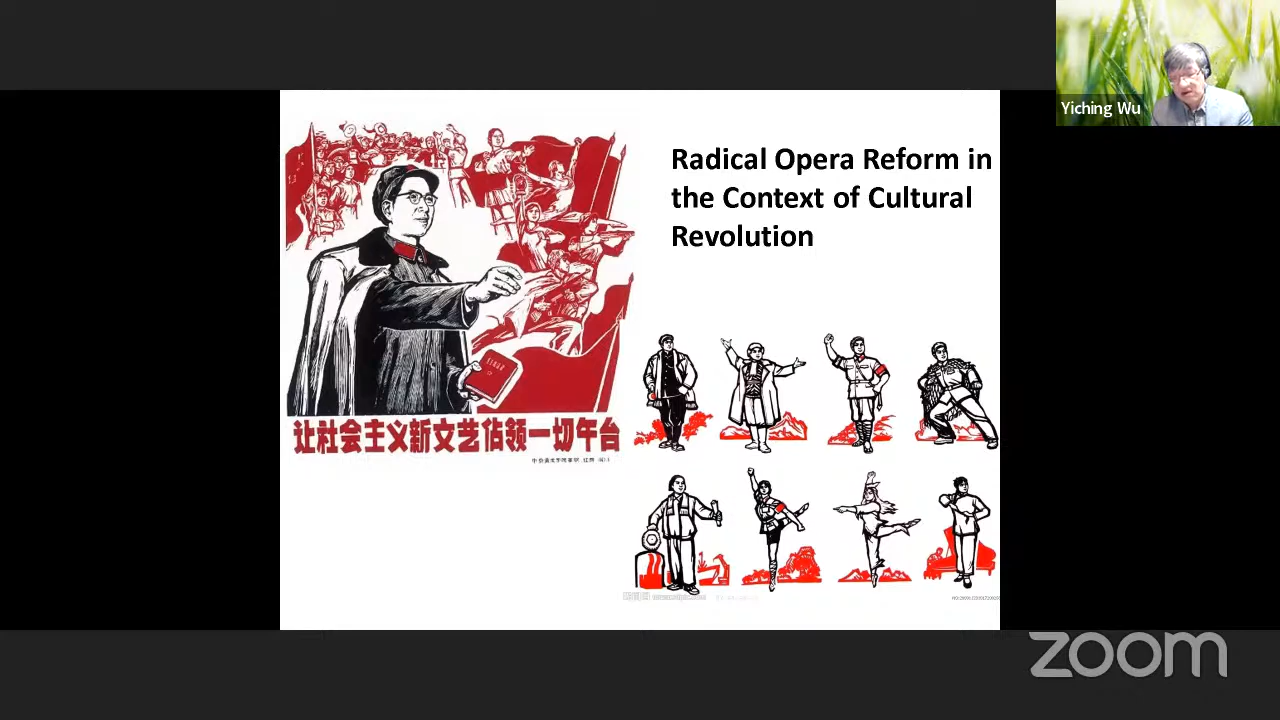 Yiching Wu
Radical Opera Reform in
the Context of Cultural
Revolution
让社会主义新文艺佔领一切午台
zoom